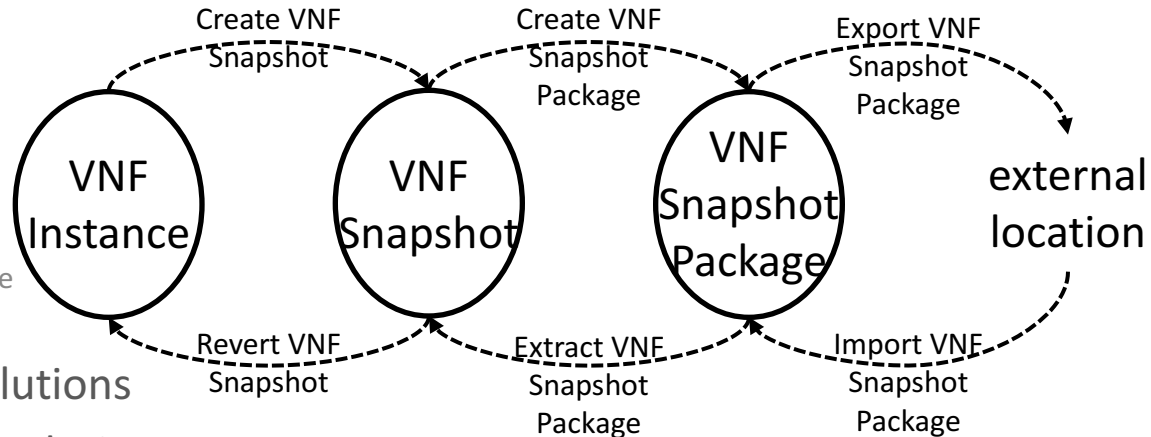 Create VNF
Snapshot
Create VNF
Snapshot
Package
Export VNF
Snapshot
Package
VNF
Instance
VNF
Snapshot
VNF
Snapshot
Package
external
location
e
lutions
Revert VNF
Snapshot
Extract VNF
Snapshot
Package
Import VNF
Snapshot
Package